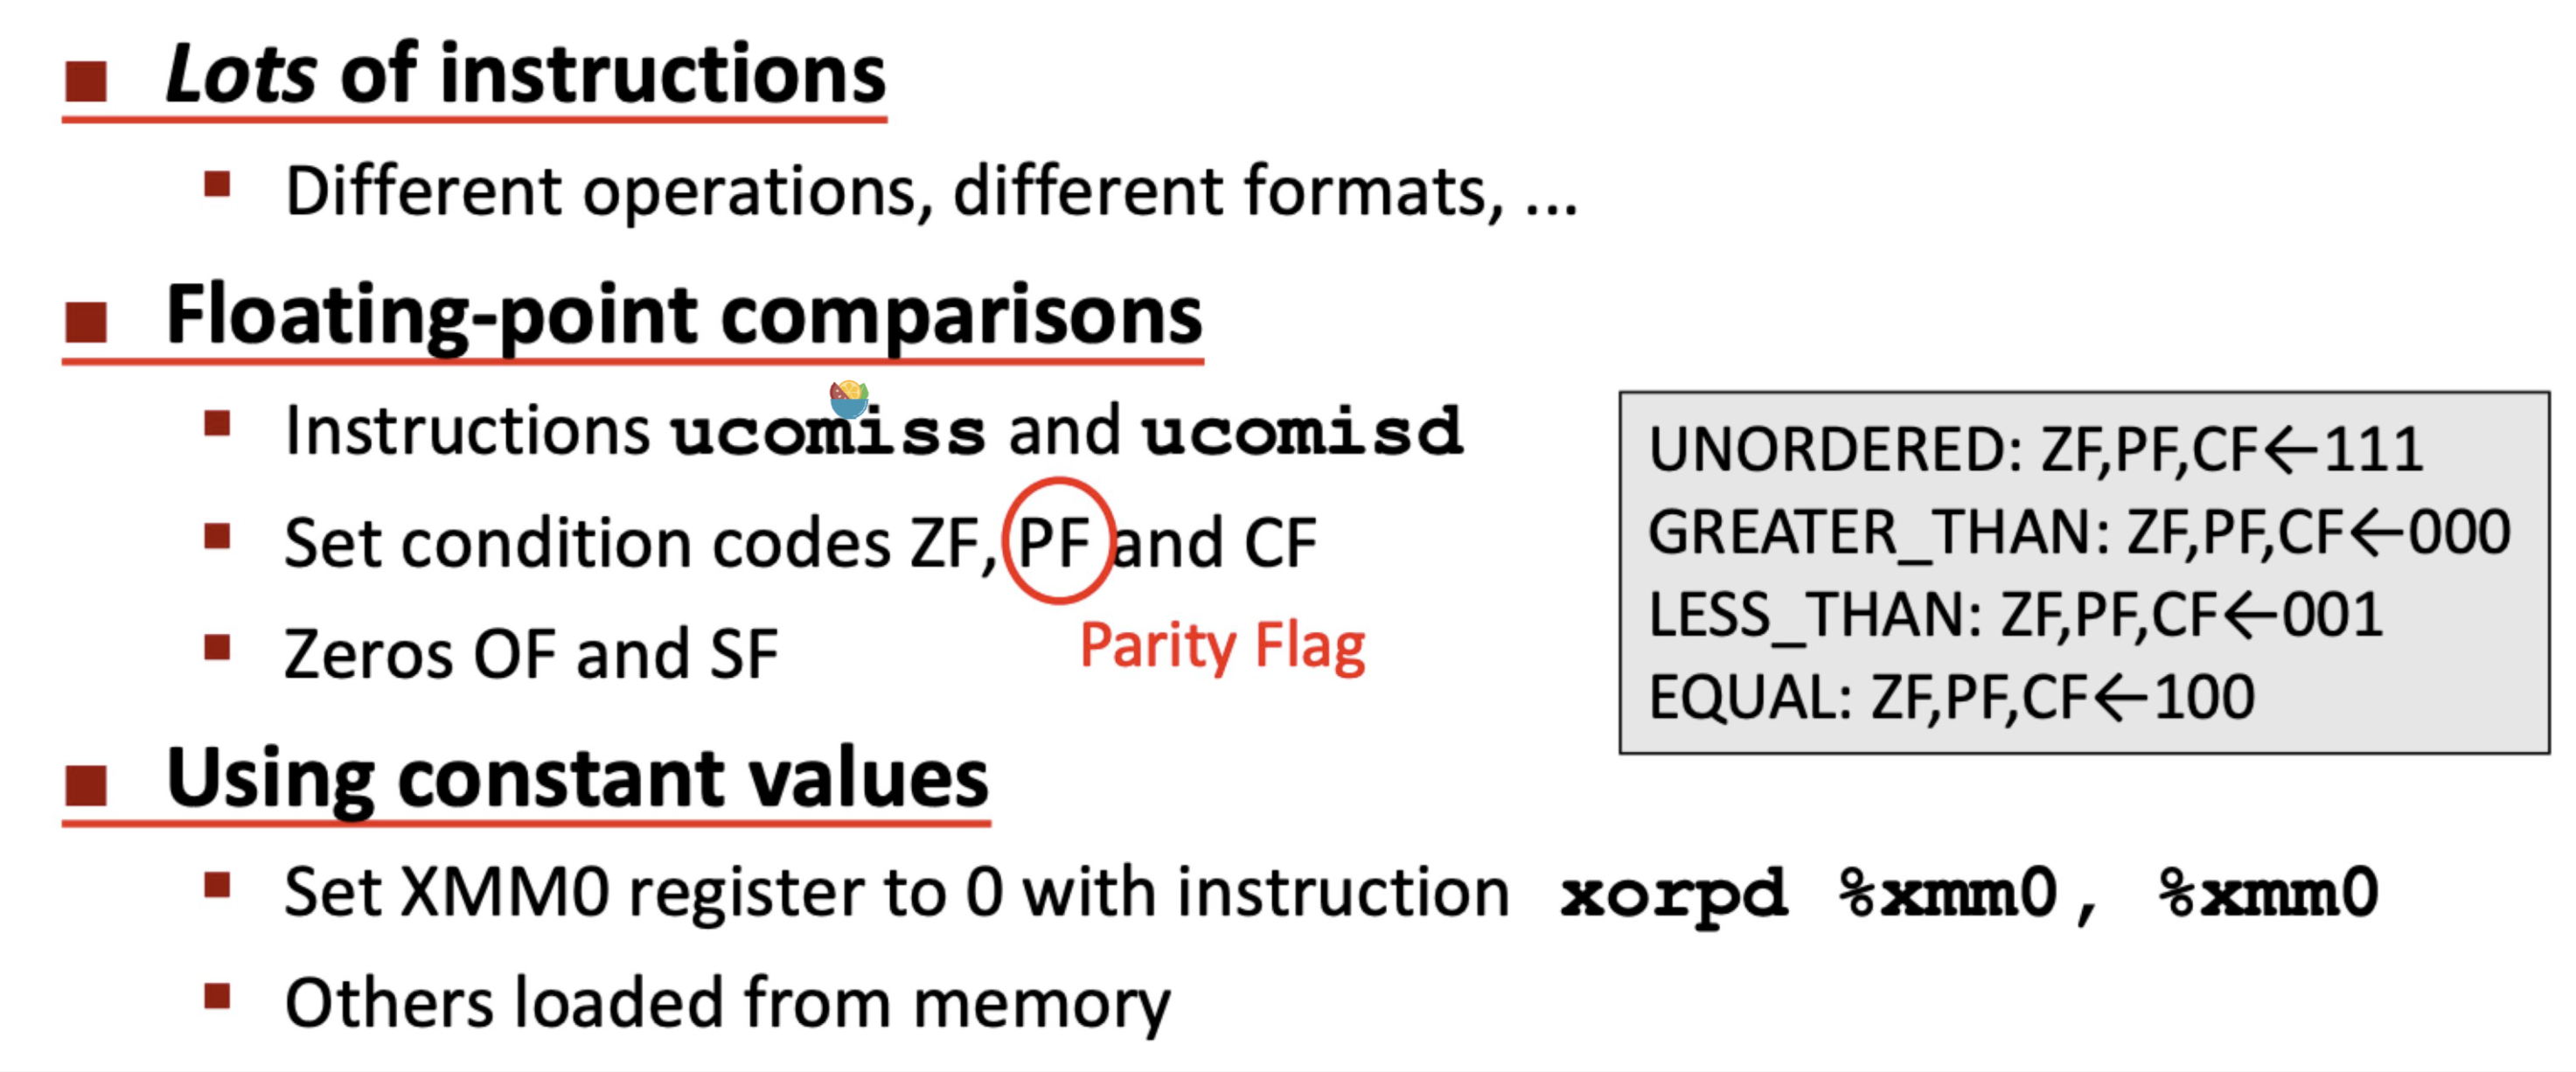 Lots of instructions
Different operations, different formats, ...
Floating-point comparisons
Instructions ucomiss and ucomisd
Set condition codes ZF, PF and CF
Parity Flag
Zeros OF and SF
UNORDERED: ZF,PF,CF←111
GREATER_THAN: ZF,PF,CF←000
LESS_THAN: ZF,PF,CF←001
EQUAL: ZF,PF,CF←100
Using constant values
Set XMM0 register to 0 with instruction xorpd %xmm0, %xmm0
Others loaded from memory